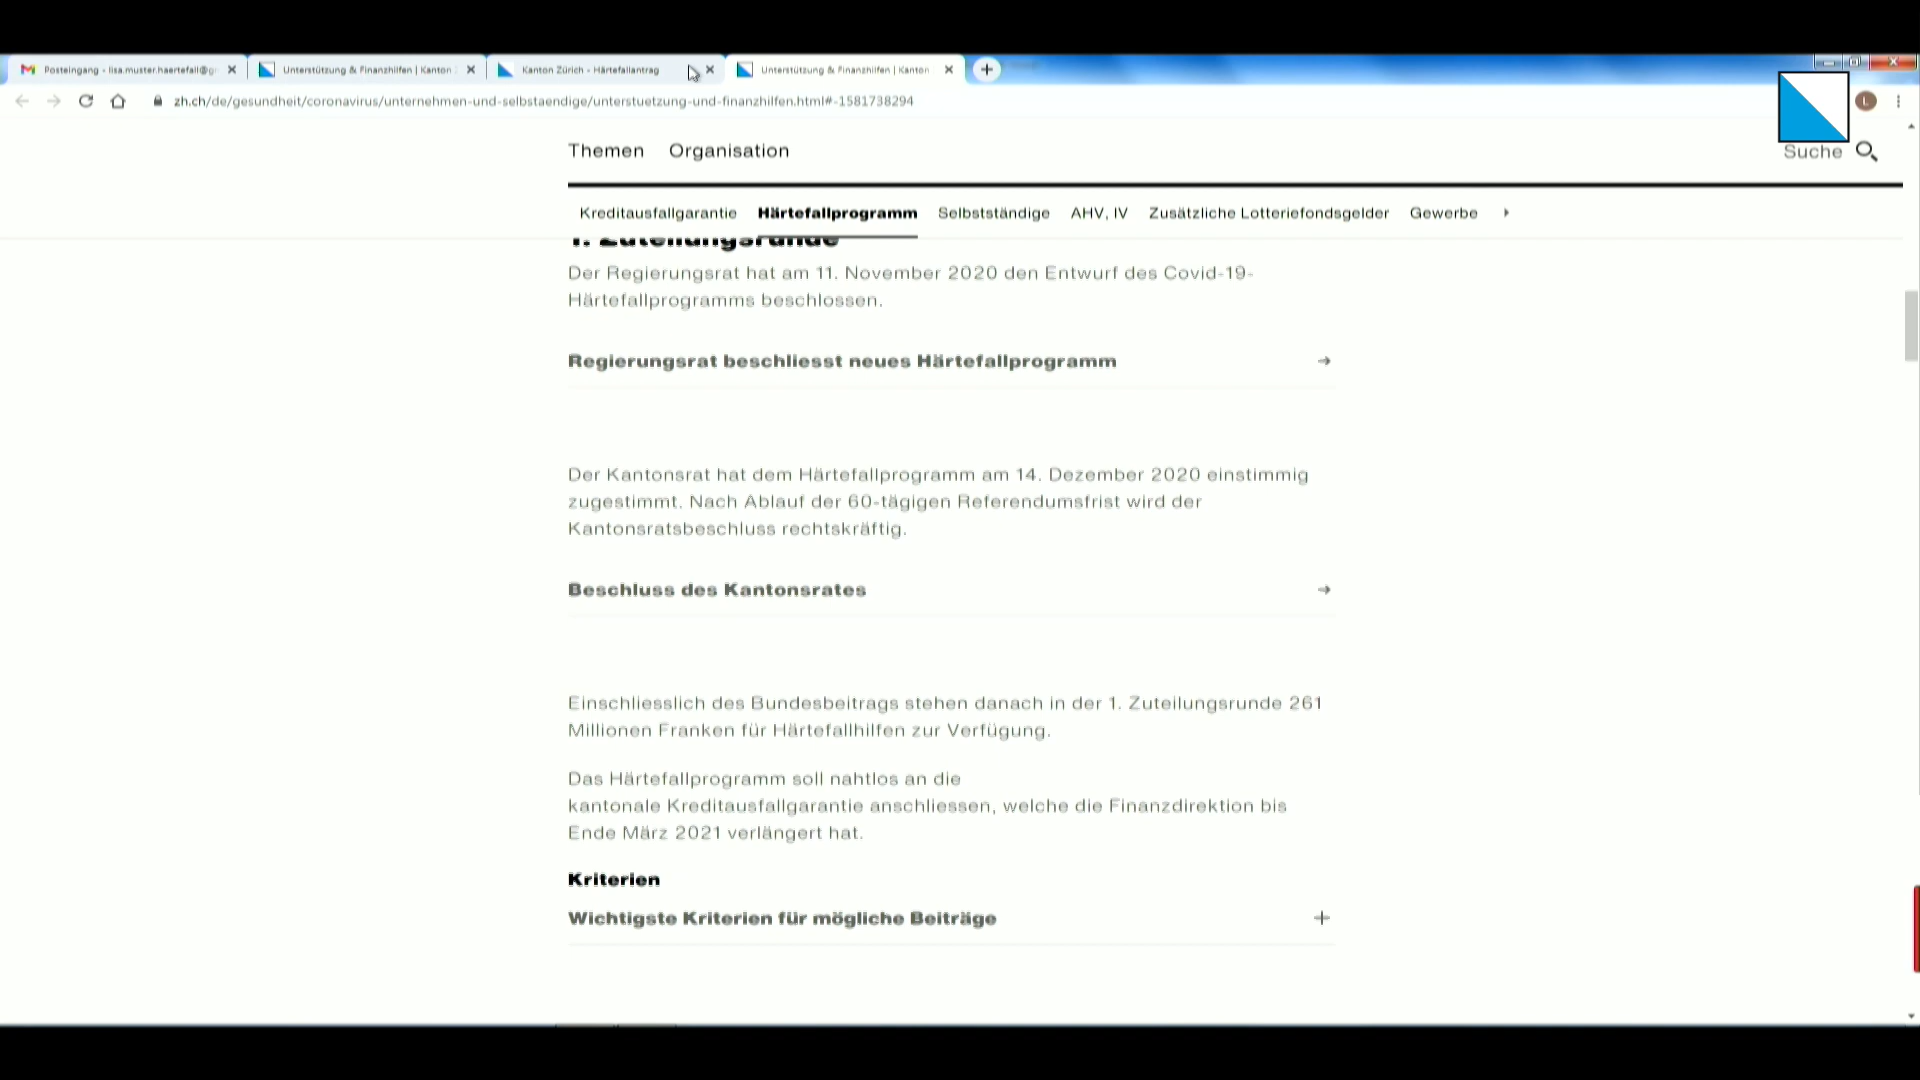 Posteingang - lisa.muster.haertefall@g
Unterstützung & Finanzhilfen | Kanton
Kanton Zürich - Härtefallantrag
Unterstützung & Finanzhilfen | Kanton
zh.ch/de/gesundheit/coronavirus/unternehmen-und-selbstaendige/unterstuetzung-und-finanzhilfen.html#-1581738294
L
Themen Organisation
Suche
Kreditausfallgarantie Härtefallprogramm Selbstständige AHV, IV Zusätzliche Lotteriefondsgelder Gewerbe
1. Zuteilungsrunde
Der Regierungsrat hat am 11. November 2020 den Entwurf des Covid-19-
Härtefallprogramms beschlossen.
Regierungsrat beschliesst neues Härtefallprogramm →
Der Kantonsrat hat dem Härtefallprogramm am 14. Dezember 2020 einstimmig
zugestimmt. Nach Ablauf der 60-tägigen Referendumsfrist wird der
Kantonsratsbeschluss rechtskräftig.
Beschluss des Kantonsrates →
Einschliesslich des Bundesbeitrags stehen danach in der 1. Zuteilungsrunde 261
Millionen Franken für Härtefallhilfen zur Verfügung.
Das Härtefallprogramm soll nahtlos an die
kantonale Kreditausfallgarantie anschliessen, welche die Finanzdirektion bis
Ende März 2021 verlängert hat.
Kriterien
Wichtigste Kriterien für mögliche Beiträge +